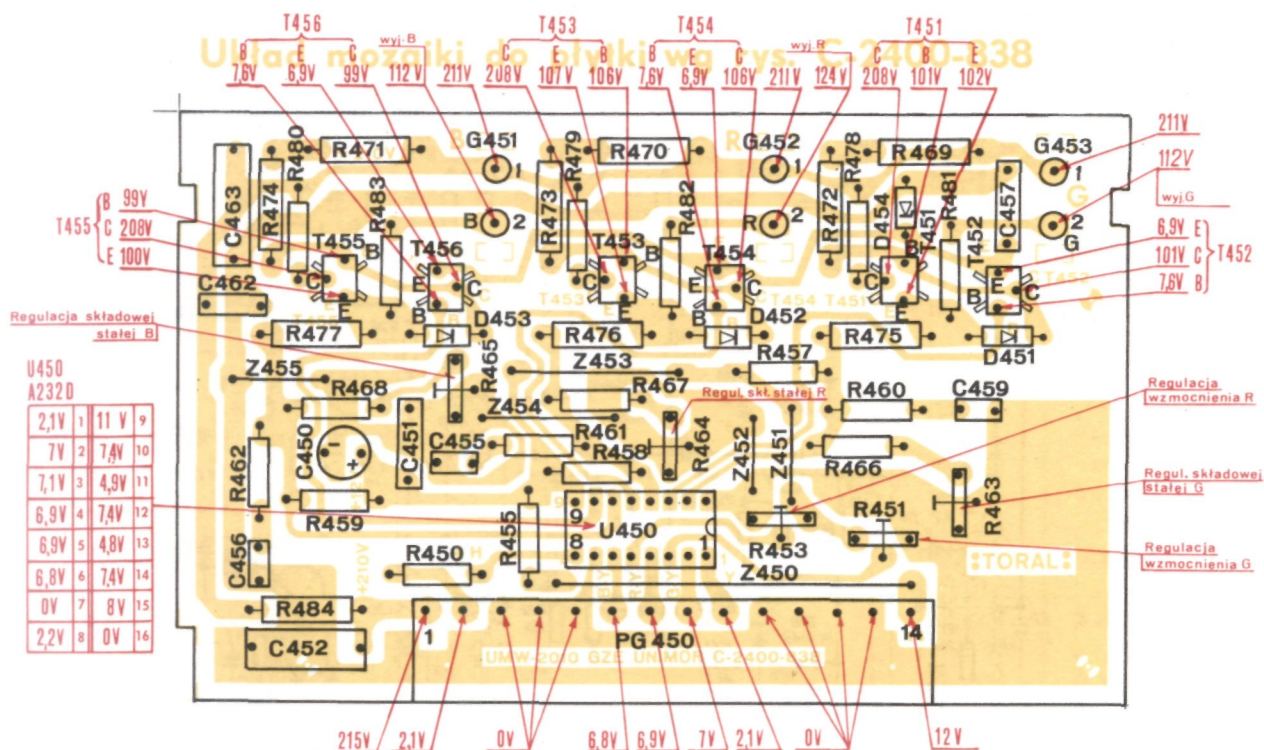 Układ mozaiki do płytki wg rys. C-2400-838
T456
B E C
7,6V 6,9V 99V
wyj. B
112V 211V
T453
C E B
208V 107V 106V
T454
B E C
7,6V 6,9V 106V
wyj. R
211V 124V
T451
C B E
208V 101V 102V
211V
112V
wyj. G
T455
B 99V
C 208V
E 100V
6,9V E
101V C
7,6V B
T452
C463
R474
R480
R471
R483
G451
1
B
2
R473
R479
R470
R482
G452
1
R
2
R472
R478
R469
D454
T451
R481
T452
C457
G453
1
2
G
T455
T456
T453
T454
C462
R477
D453
R476
D452
R475
D451
Regulacja składowej
stałej B
Z455
R465
Z453
R457
R468
Z454
R467
Regul. skł. stałej R
R460
C459
Regulacja
wzmocnienia R
C450
C451
C455
R461
R458
R464
Z452
Z451
R466
Regul. składowej
stałej G
R462
R459
R455
9
8
U450
1
R453
R451
R463
Regulacja
wzmocnienia G
C456
R450
Z450
TORAL
+210V
R484
C452
1
PG 450
14
UMW-2010 GZE UNIMOR C-2400-838
U450
A232D
2,1V 1 11 V 9
7V 2 7,4V 10
7,1V 3 4,9V 11
6,9V 4 7,4V 12
6,9V 5 4,8V 13
6,8V 6 7,4V 14
0V 7 8V 15
2,2V 8 0V 16
215V 2,1V 0V 6,8V 6,9V 7V 2,1V 0V 12V